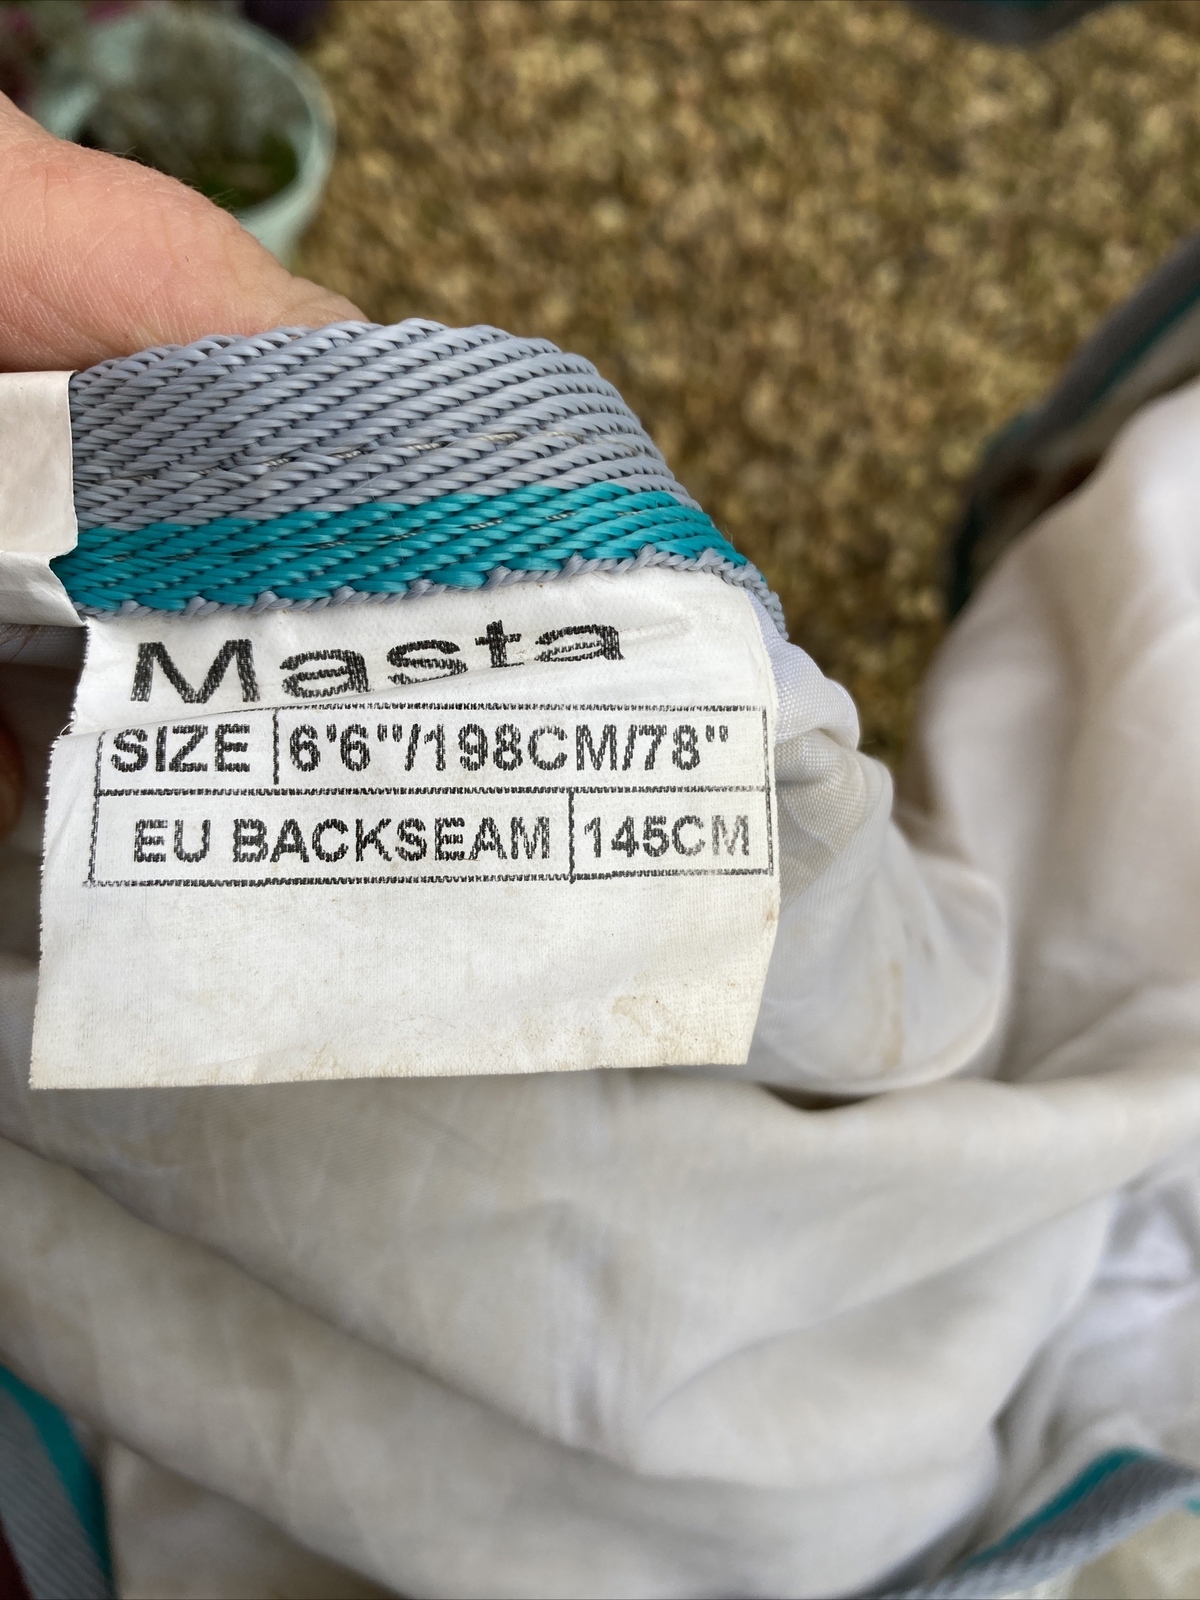 Masta
SIZE 6'6"/198CM/78"
EU BACKSEAM 145CM